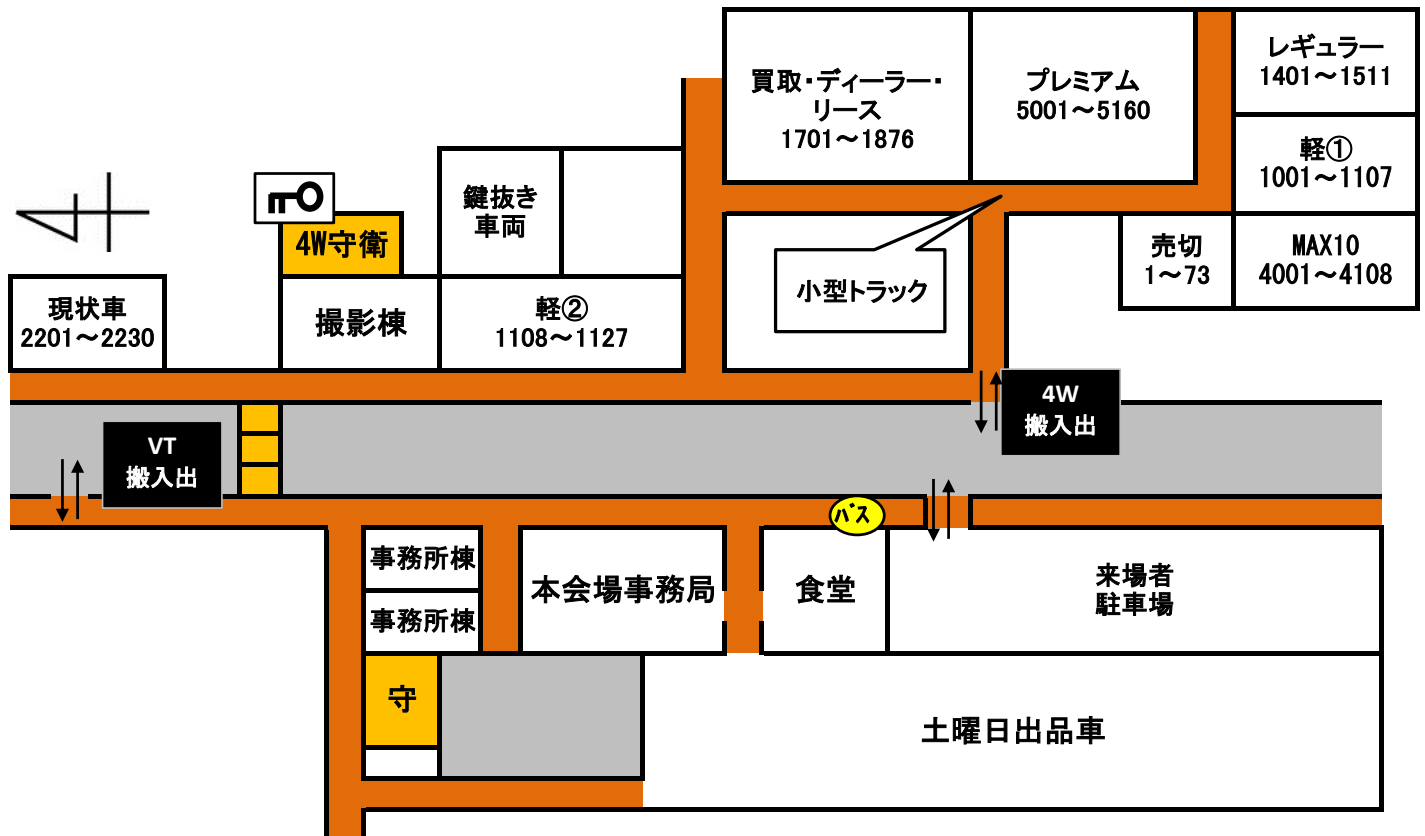 買取・ディーラー・
リース
1701～1876
プレミアム
5001～5160
レギュラー
1401～1511
軽①
1001～1107
鍵抜き
車両
4W守衛
売切
1～73
MAX10
4001～4108
現状車
2201～2230
撮影棟
軽②
1108～1127
小型トラック
4W
搬入出
VT
搬入出
バス
事務所棟
事務所棟
本会場事務局
食堂
来場者
駐車場
守
土曜日出品車